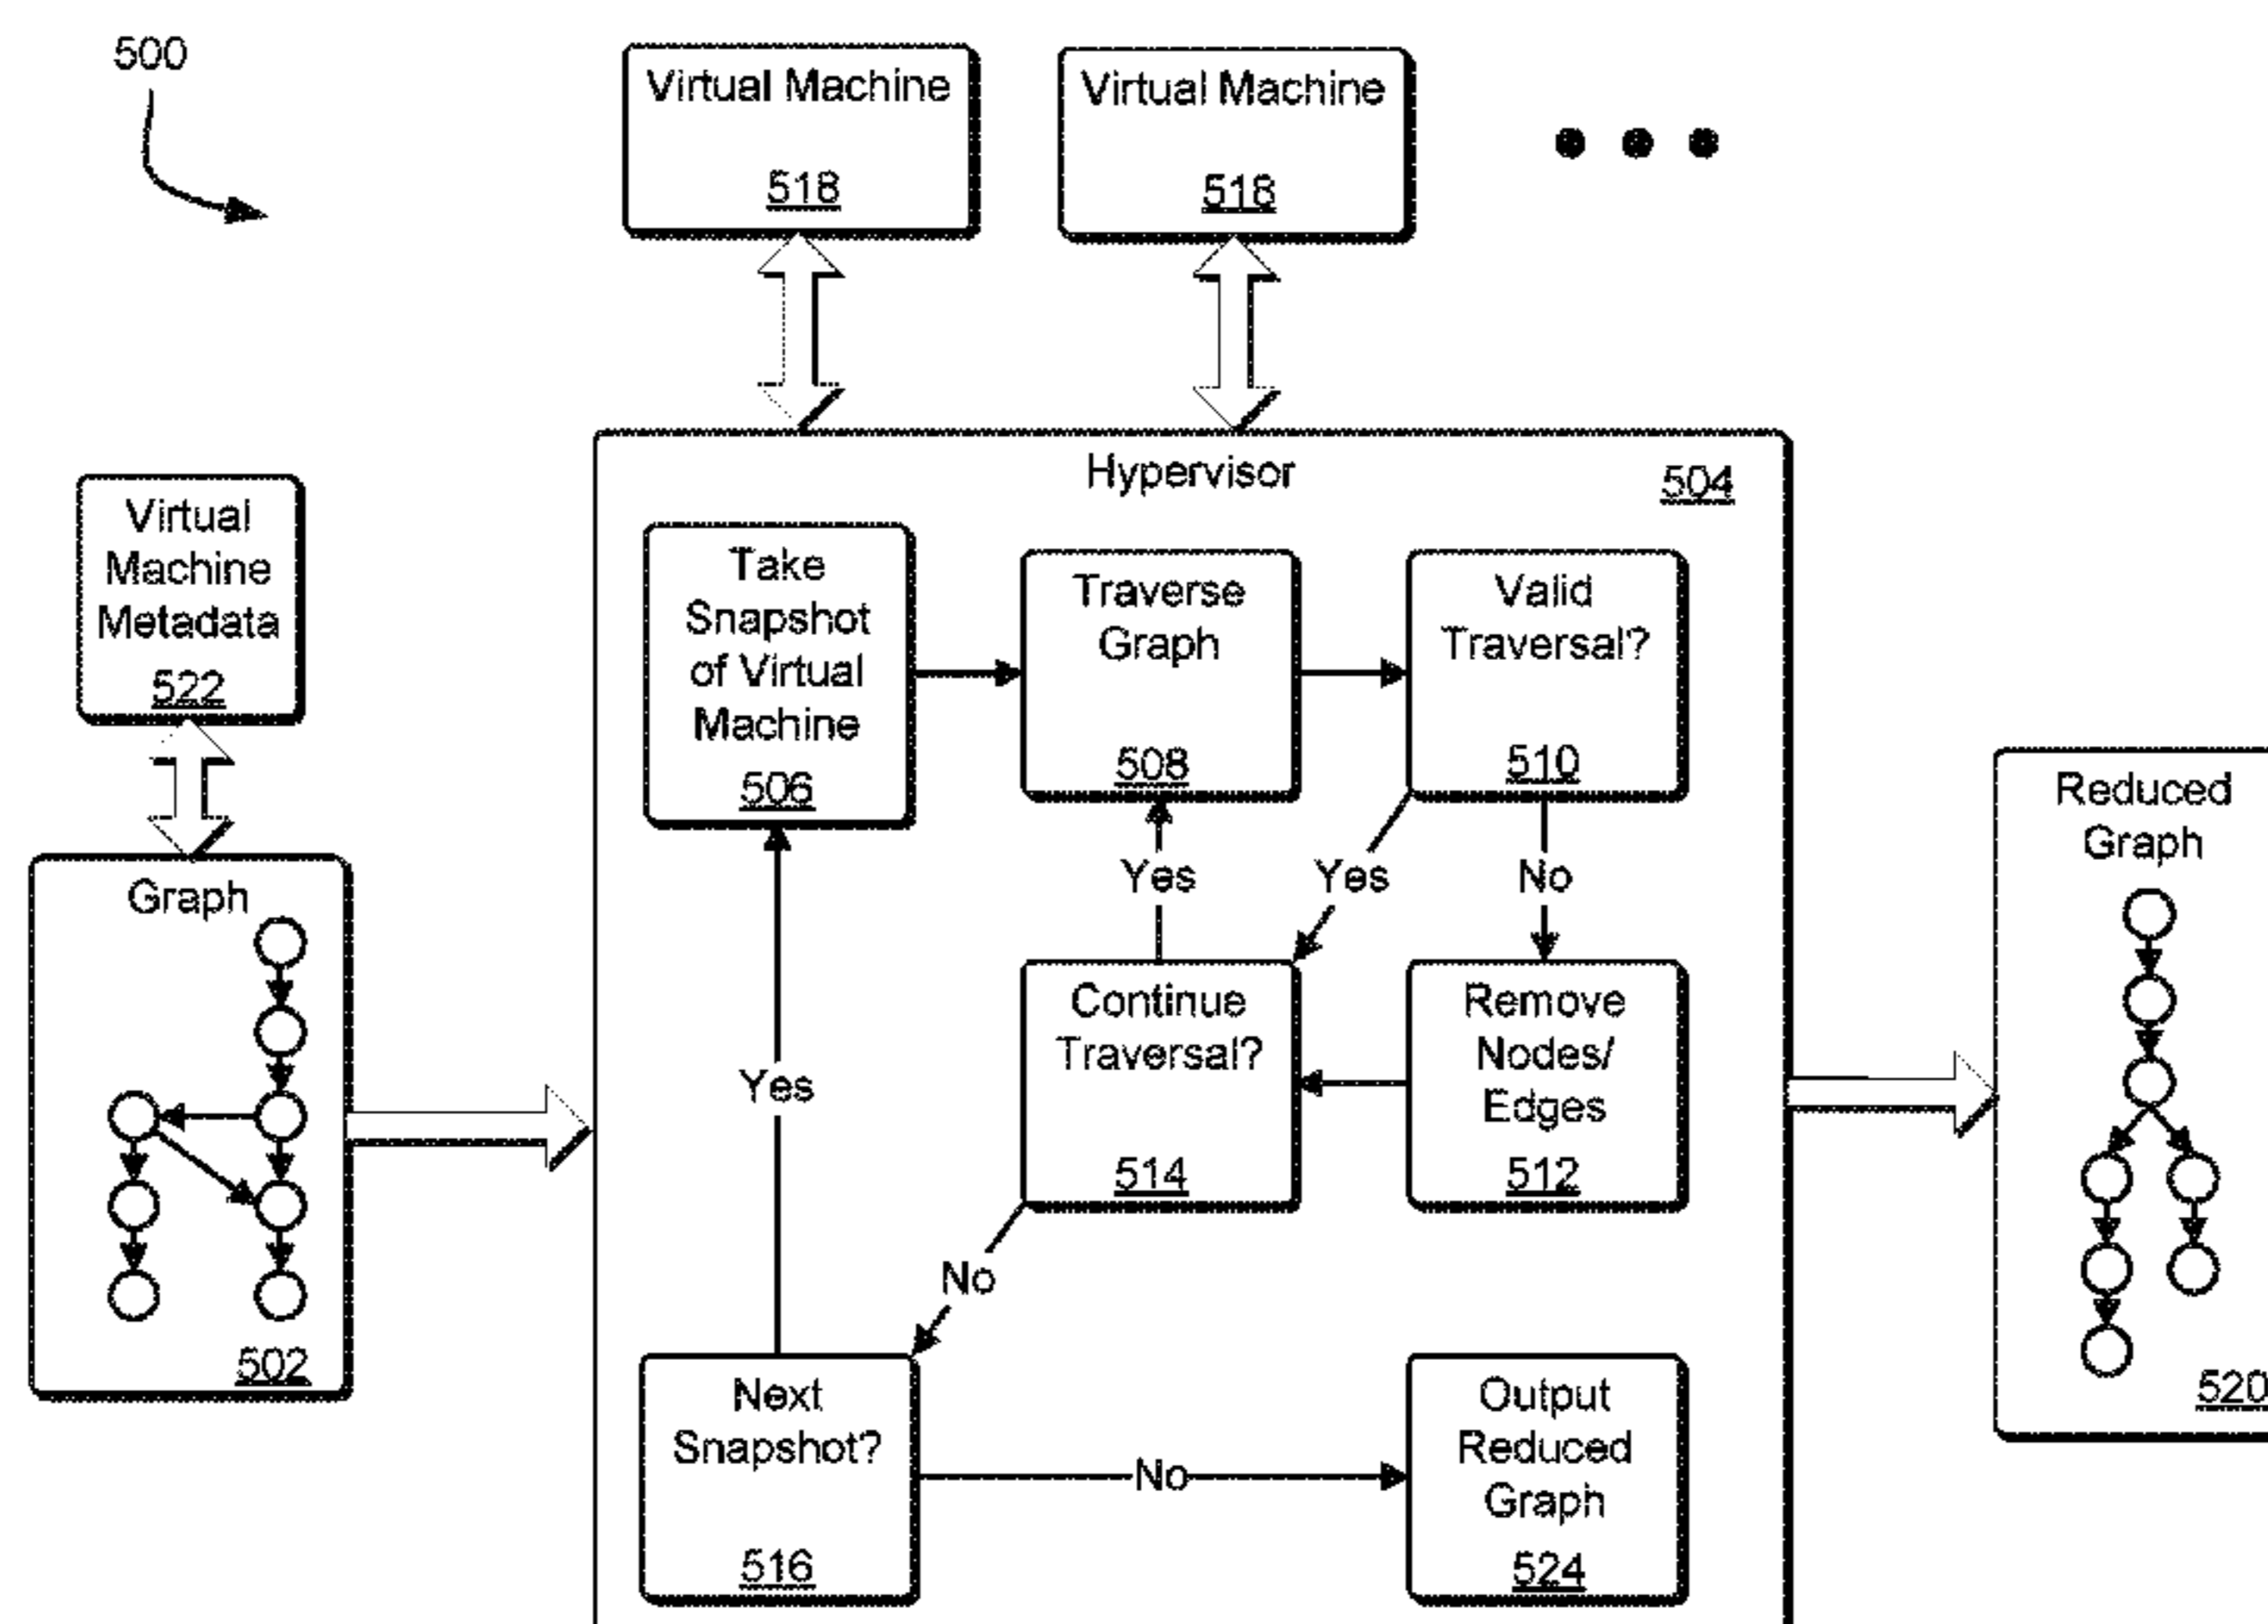 500
Virtual Machine
518
Virtual Machine
518
Hypervisor
504
Virtual
Machine
Metadata
522
Take
Snapshot
of Virtual
Machine
506
Traverse
Graph
508
Valid
Traversal?
510
Yes
Yes
No
Graph
502
Continue
Traversal?
514
Remove
Nodes/
Edges
512
Yes
No
Next
Snapshot?
516
No
Output
Reduced
Graph
524
Reduced
Graph
520